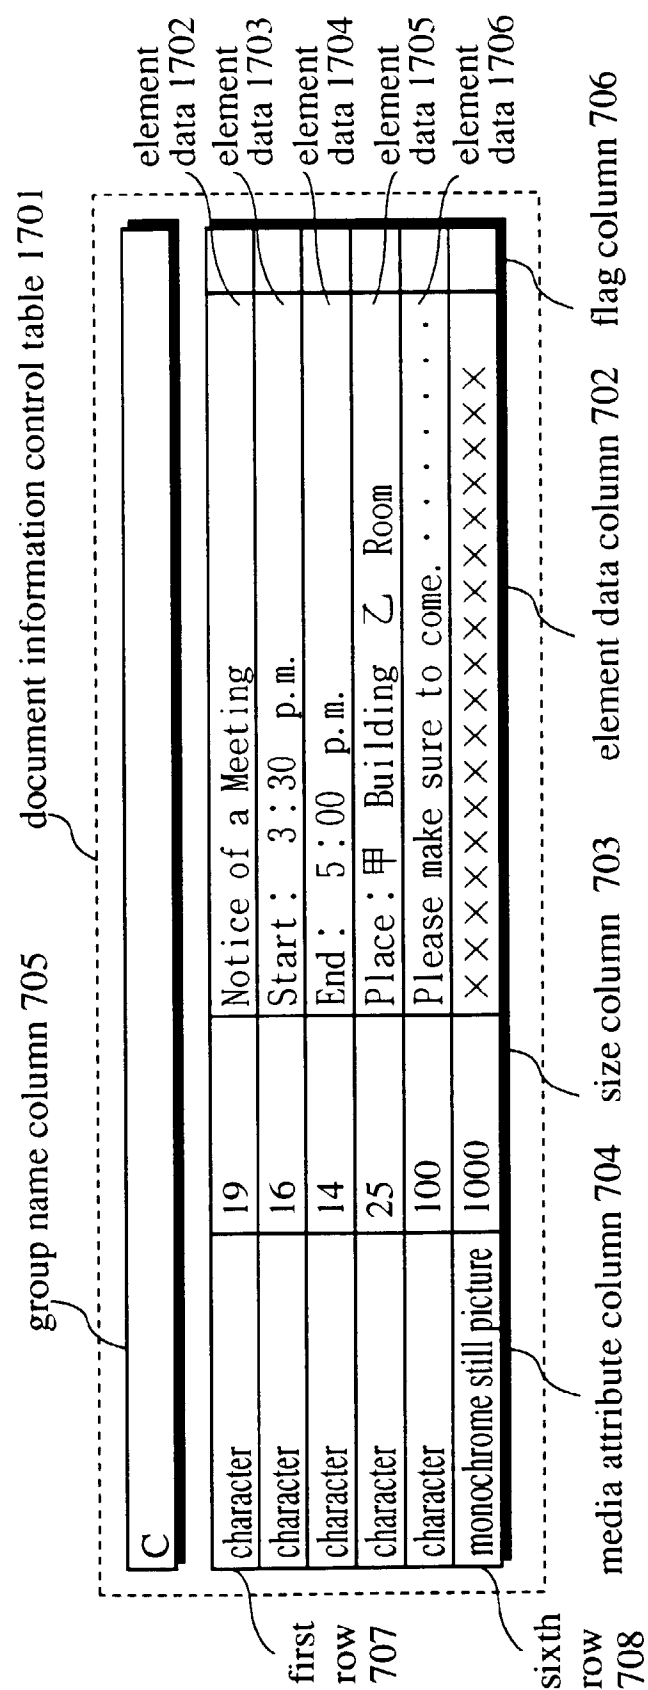 document information control table 1701
group name column 705
C
character 19 Notice of a Meeting
character 16 Start: 3:30 p.m.
character 14 End: 5:00 p.m.
character 25 Place:甲 Building 乙 Room
character 100 Please make sure to come. . . . . . . . .
monochrome still picture 1000 ××××××××××××××××××
element
data 1702
element
data 1703
element
data 1704
element
data 1705
element
data 1706
first
row
707
sixth
row
708
media attribute column 704
size column 703
element data column 702
flag column 706